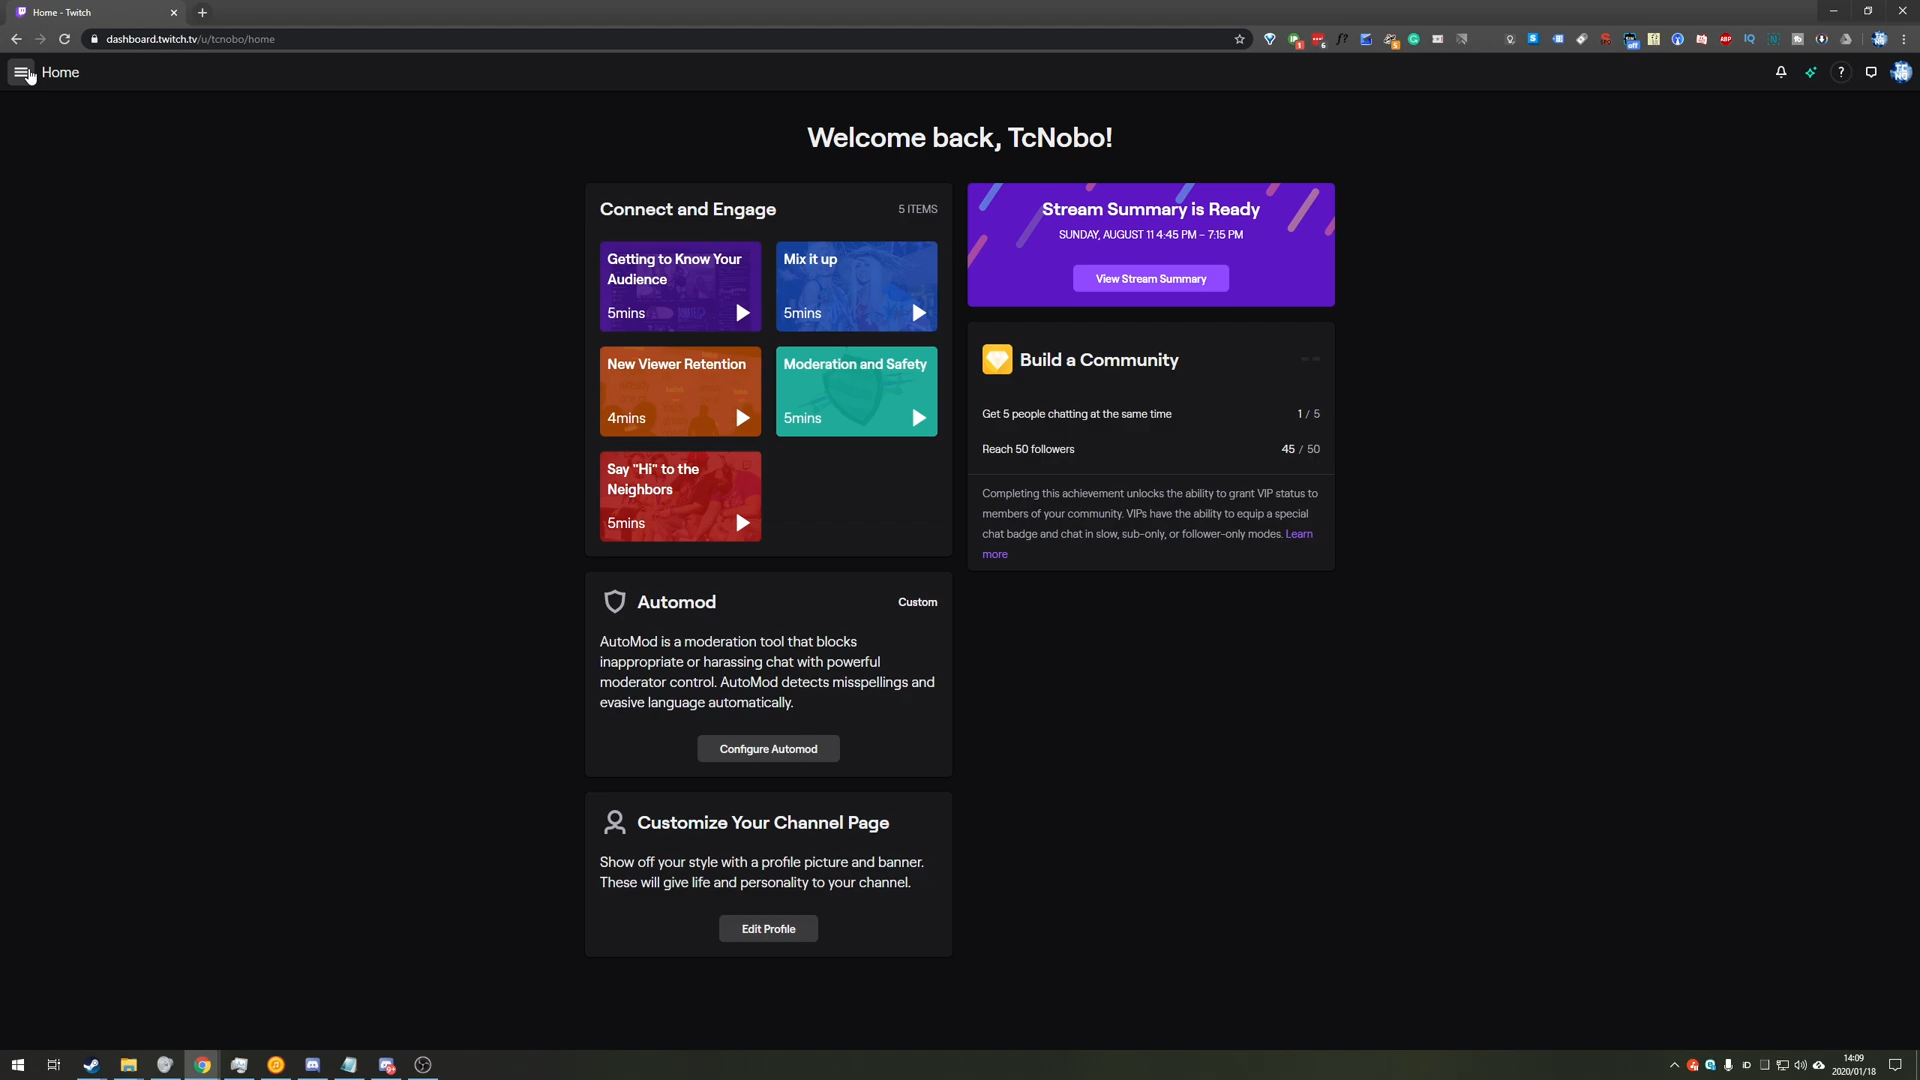 Home - Twitch
dashboard.twitch.tv/u/tcnobo/home
Home
Welcome back, TcNobo!
Connect and Engage
5 ITEMS
Getting to Know Your
Audience
5mins
Mix it up
5mins
New Viewer Retention
4mins
Moderation and Safety
5mins
Say "Hi" to the
Neighbors
5mins
Automod
Custom
AutoMod is a moderation tool that blocks
inappropriate or harassing chat with powerful
moderator control. AutoMod detects misspellings and
evasive language automatically.
Configure Automod
Customize Your Channel Page
Show off your style with a profile picture and banner.
These will give life and personality to your channel.
Edit Profile
Stream Summary is Ready
SUNDAY, AUGUST 11 4:45 PM – 7:15 PM
View Stream Summary
Build a Community
Get 5 people chatting at the same time
1 / 5
Reach 50 followers
45 / 50
Completing this achievement unlocks the ability to grant VIP status to
members of your community. VIPs have the ability to equip a special
chat badge and chat in slow, sub-only, or follower-only modes. Learn
more
14:09
2020/01/18